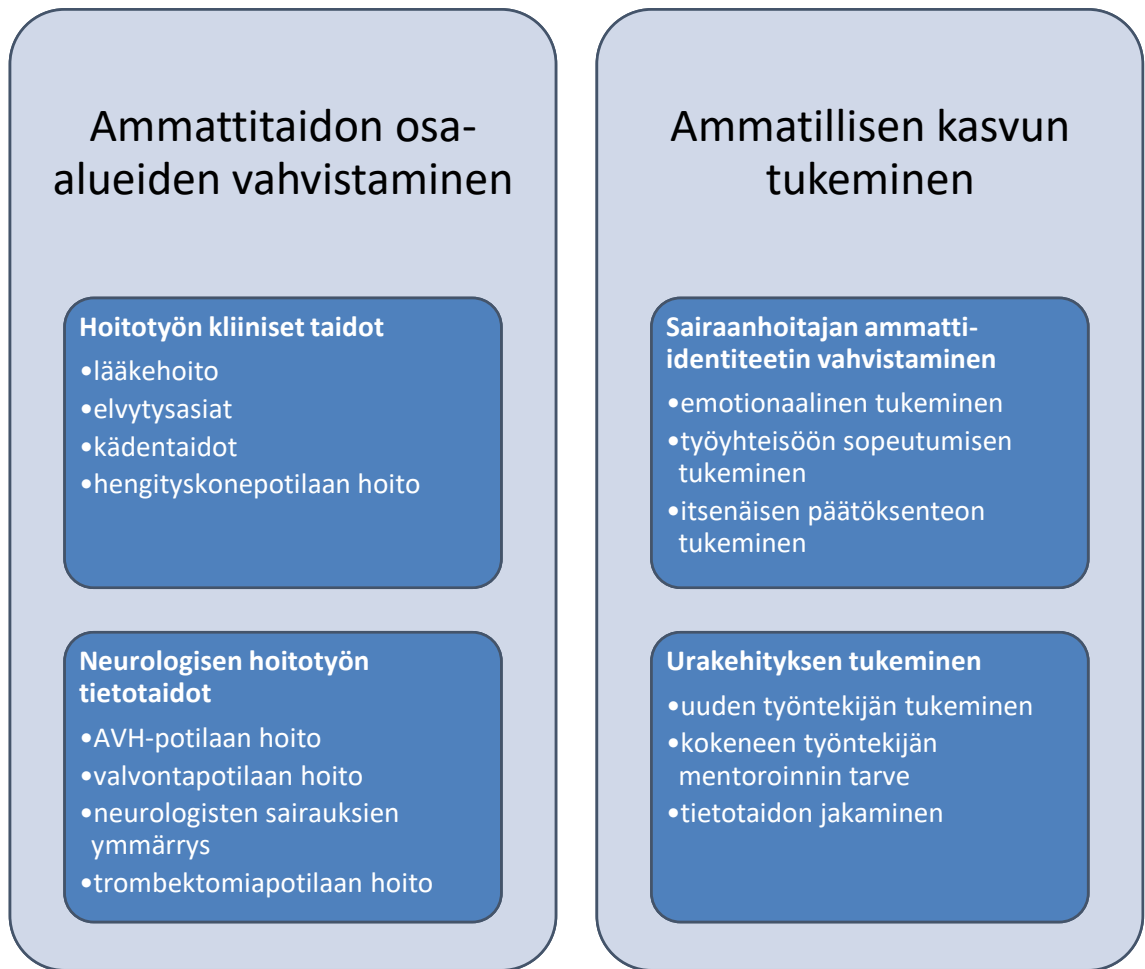 Ammattitaidon osa-
alueiden vahvistaminen
Hoitotyön kliiniset taidot
•lääkehoito
•elvytysasiat
•kädentaidot
•hengityskonepotilaan hoito
Neurologisen hoitotyön
tietotaidot
•AVH-potilaan hoito
•valvontapotilaan hoito
•neurologisten sairauksien
ymmärrys
•trombektomiapotilaan hoito
Ammatillisen kasvun
tukeminen
Sairaanhoitajan ammatti-
identiteetin vahvistaminen
•emotionaalinen tukeminen
•työyhteisöön sopeutumisen
tukeminen
•itsenäisen päätöksenteon
tukeminen
Urakehityksen tukeminen
•uuden työntekijän tukeminen
•kokeneen työntekijän
mentoroinnin tarve
•tietotaidon jakaminen